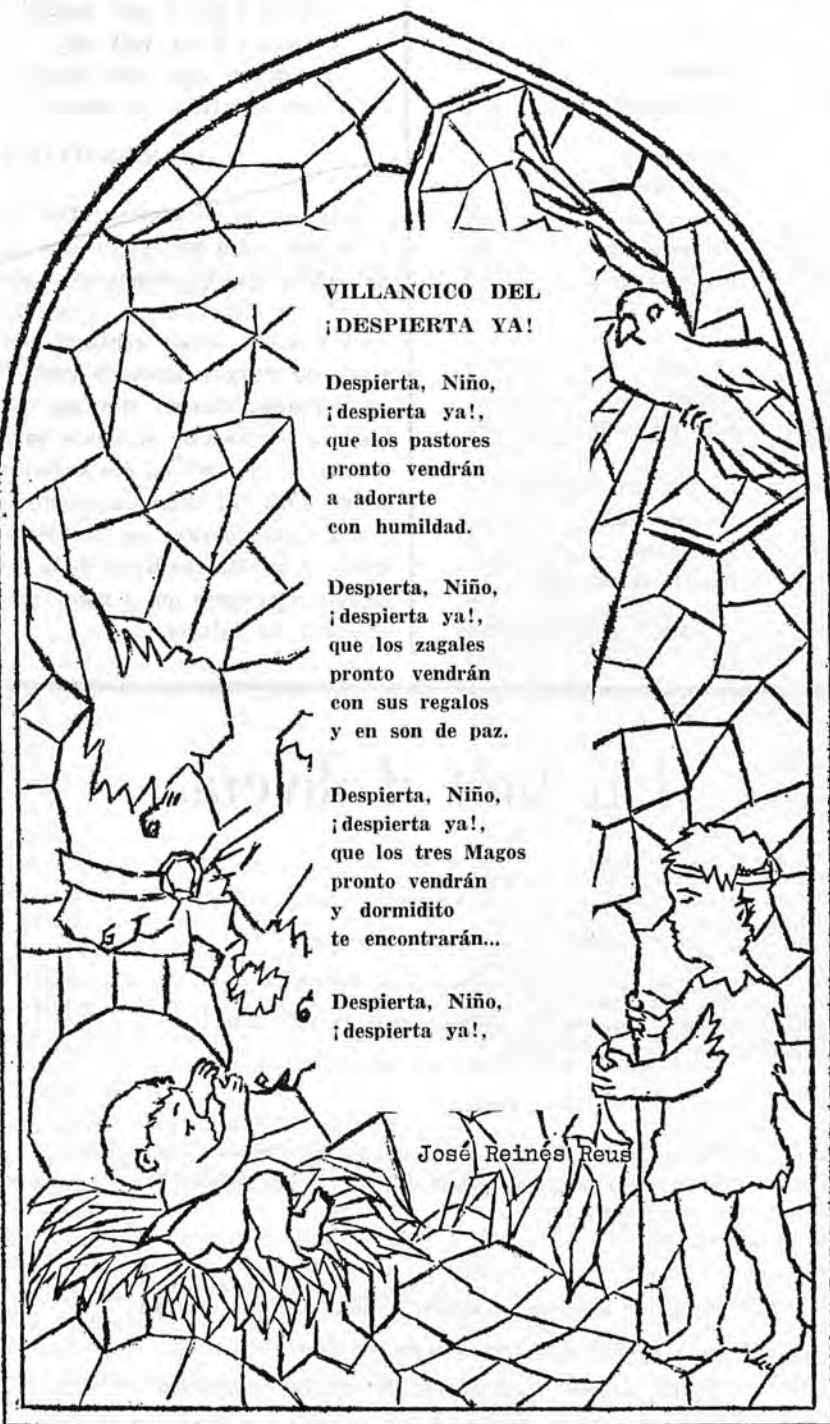 VILLANCICO DEL
¡DESPIERTA YA!
Despierta, Niño,
¡despierta ya!,
que los pastores
pronto vendrán
a adorarte
con humildad.
Despierta, Niño,
¡despierta ya!,
que los zagales
pronto vendrán
con sus regalos
y en son de paz.
Despierta, Niño,
¡despierta ya!,
que los tres Magos
pronto vendrán
y dormidito
te encontrarán...
Despierta, Niño,
¡despierta ya!,
José Reinés Reus